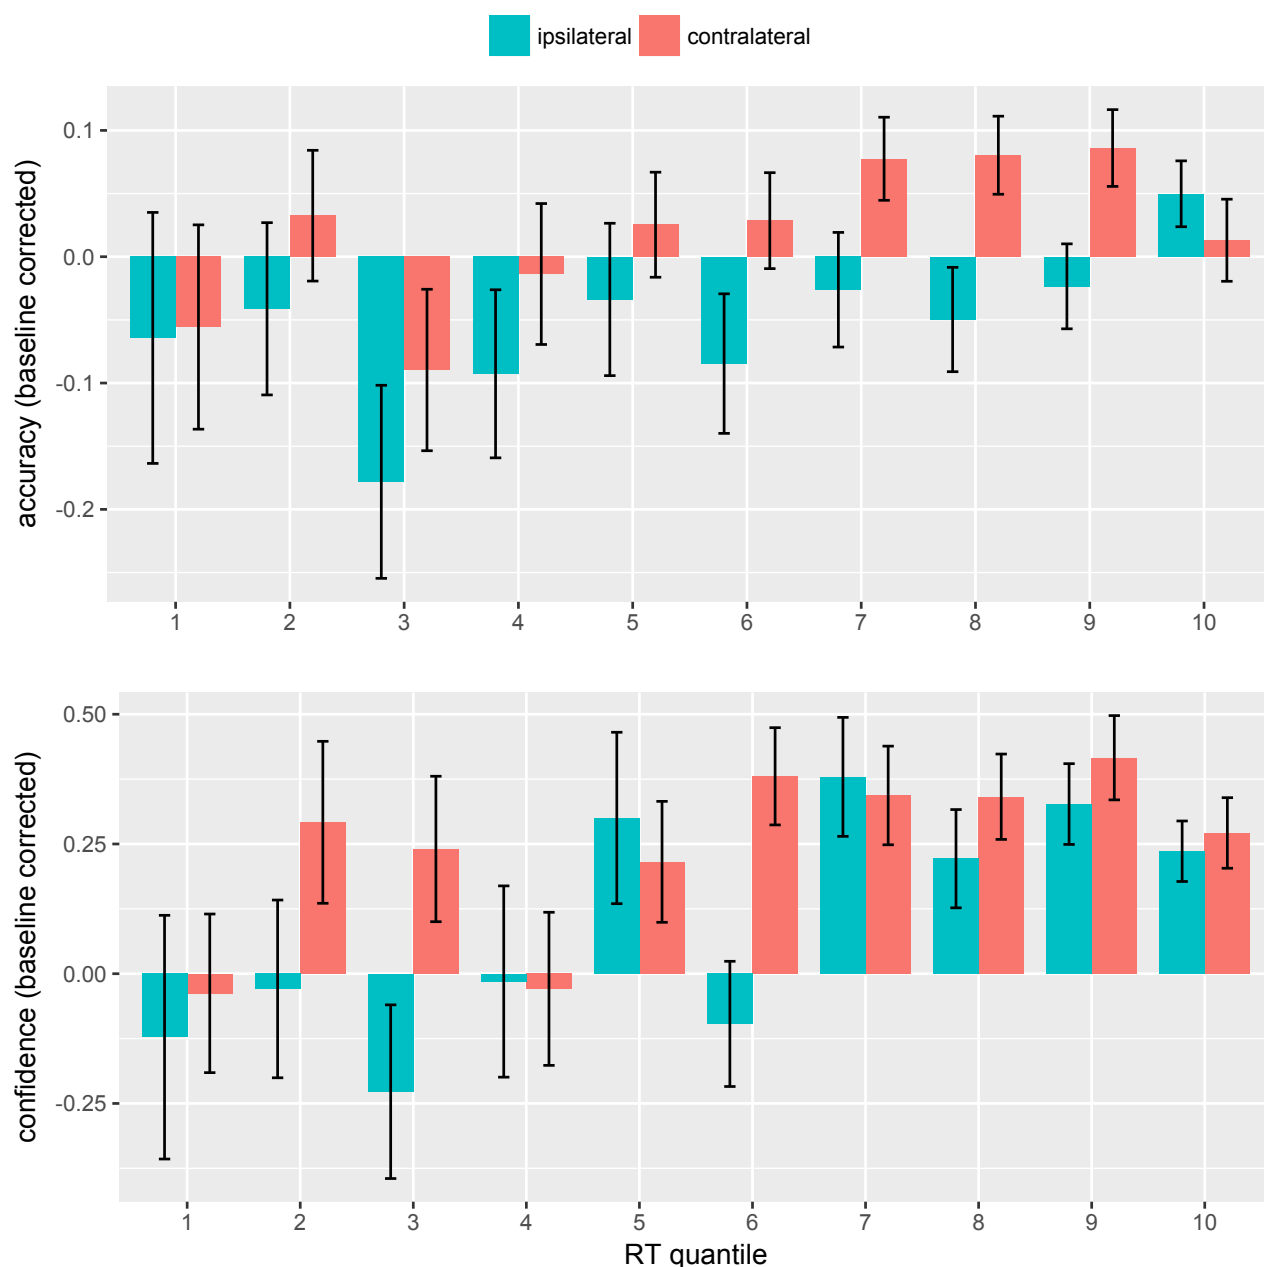 ipsilateral contralateral
accuracy (baseline corrected)
0.1
0.0
-0.1
-0.2
1 2 3 4 5 6 7 8 9 10
confidence (baseline corrected)
0.50
0.25
0.00
-0.25
1 2 3 4 5 6 7 8 9 10
RT quantile